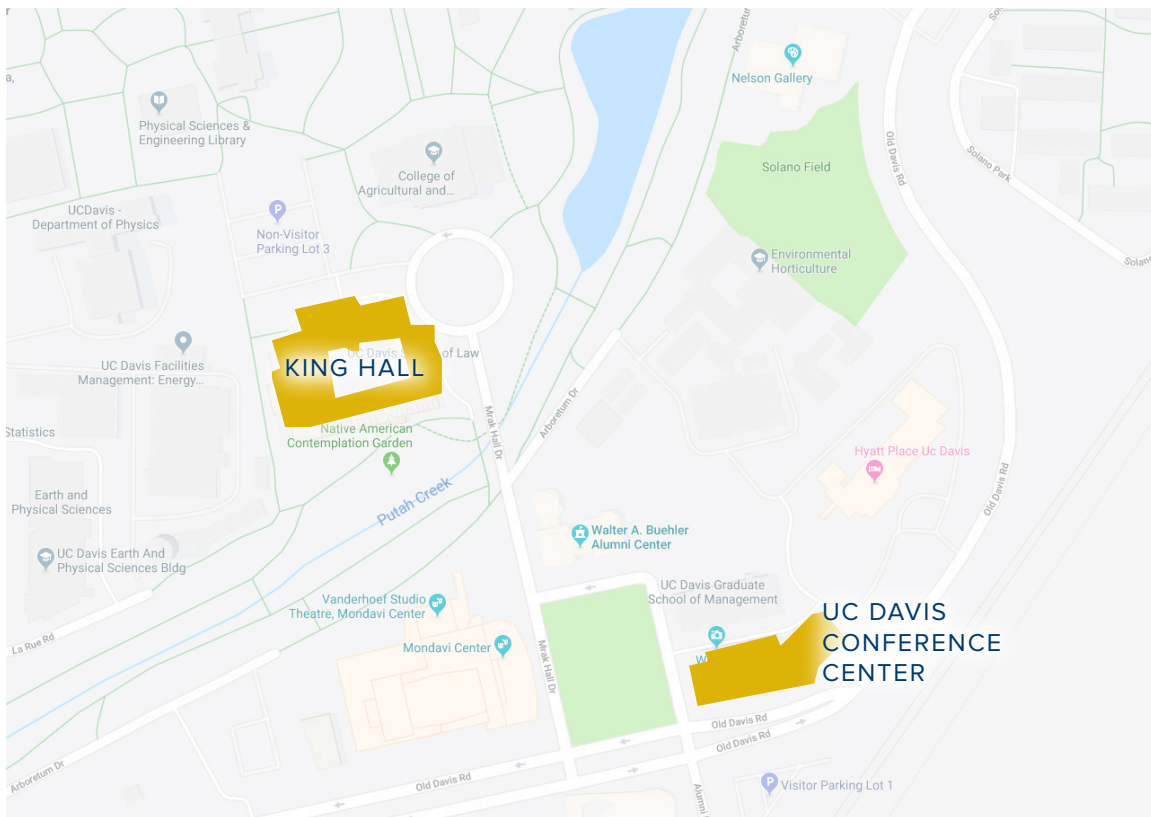 Nelson Gallery
Arboretum
Old Davis Rd
Solano Park
Solano
Physical Sciences &
Engineering Library
College of
Agricultural and...
Solano Field
UCDavis -
Department of Physics
Non-Visitor
Parking Lot 3
Environmental
Horticulture
UC Davis Facilities
Management: Energy...
of Law
KING HALL
Mrak Hall Dr
Arboretum Dr
Native American
Contemplation Garden
Statistics
Hyatt Place Uc Davis
Old Davis Rd
Earth and
Physical Sciences
Putah Creek
Walter A. Buehler
Alumni Center
UC Davis Earth And
Physical Sciences Bldg
UC Davis Graduate
School of Management
Vanderhoef Studio
Theatre, Mondavi Center
La Rue Rd
Mondavi Center
Mrak Hall Dr
UC DAVIS
CONFERENCE
CENTER
Old Davis Rd
Old Davis Rd
Arboretum Dr
Old Davis Rd
Visitor Parking Lot 1
Alumni